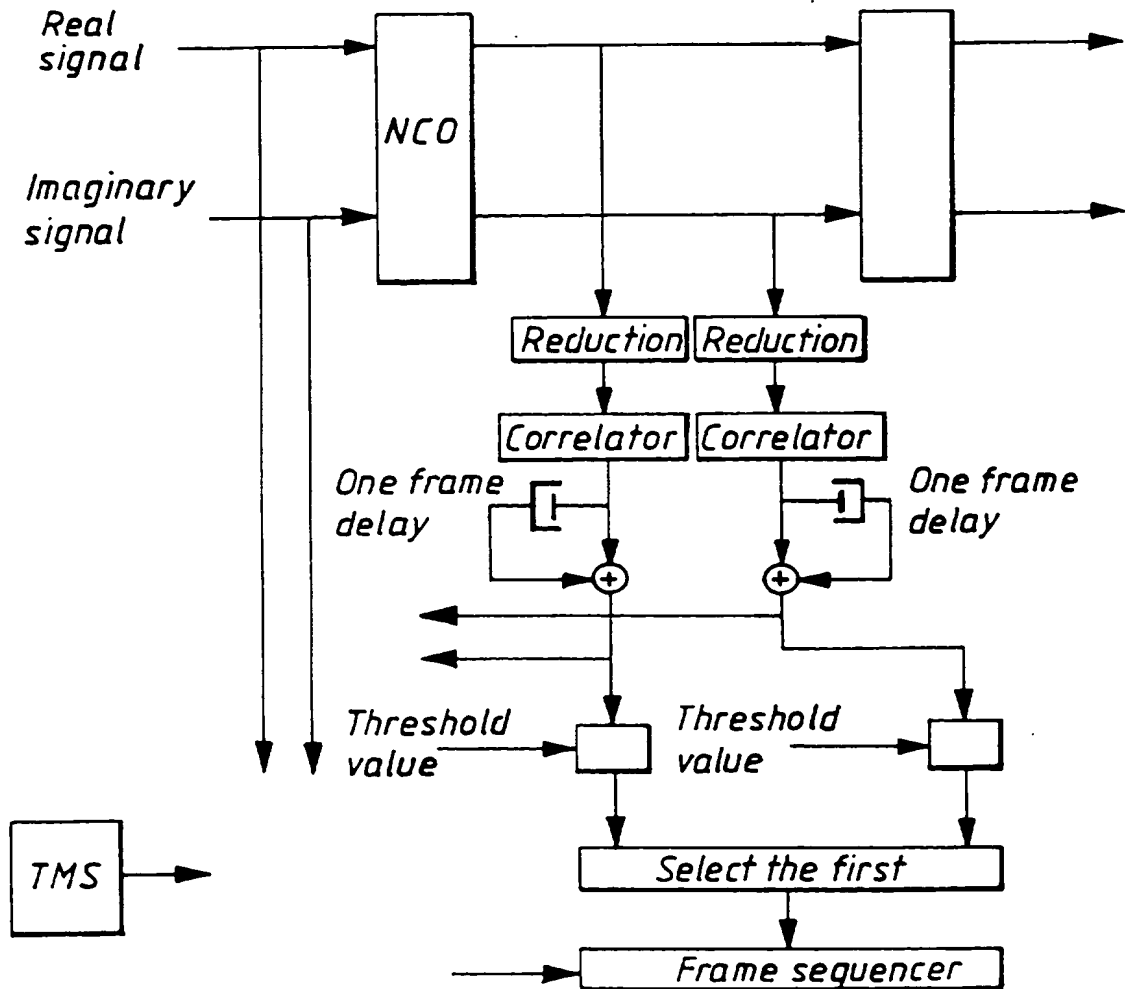 Real
signal
NCO
Imaginary
signal
Reduction
Reduction
Correlator
Correlator
One frame
delay
One frame
delay
+
+
Threshold
value
Threshold
value
TMS
Select the first
Frame sequencer